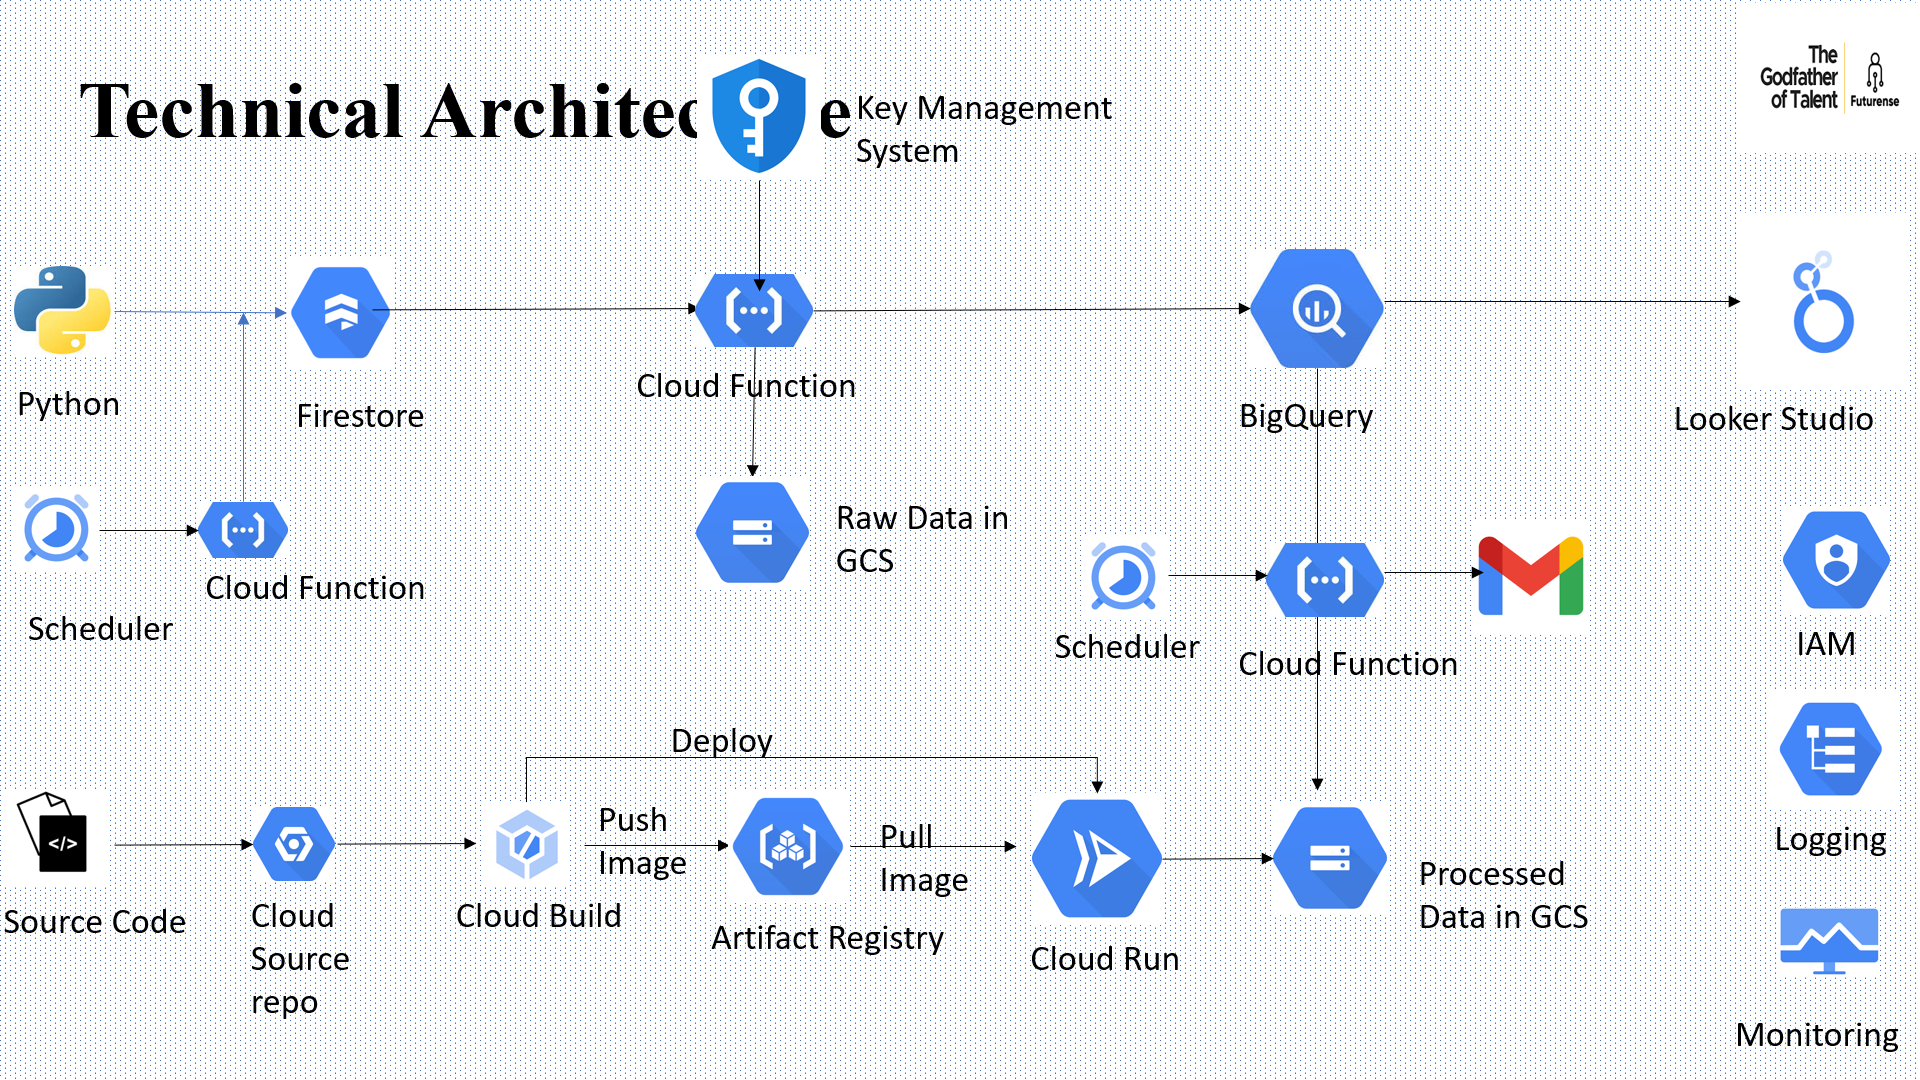 Technical Architec e
Key Management
System
The
Godfather
of Talent
Futurense
Python
Firestore
Cloud Function
BigQuery
Looker Studio
Scheduler
Cloud Function
Raw Data in
GCS
Scheduler
Cloud Function
IAM
Deploy
Source Code
Cloud
Source
repo
Cloud Build
Push
Image
Artifact Registry
Pull
Image
Cloud Run
Processed
Data in GCS
Logging
Monitoring